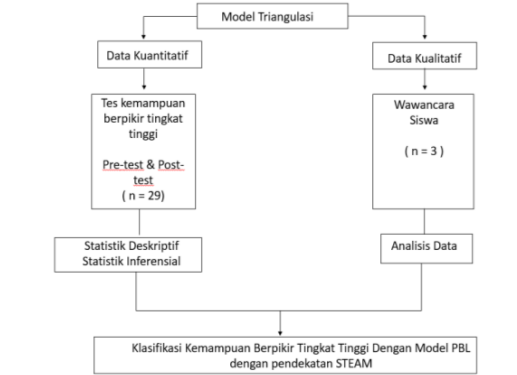 Model Triangulasi
Data Kuantitatif
Data Kualitatif
Tes kemampuan
berpikir tingkat
tinggi
Pre-test & Post-
test
( n = 29)
Wawancara
Siswa
( n = 3 )
Statistik Deskriptif
Statistik Inferensial
Analisis Data
Klasifikasi Kemampuan Berpikir Tingkat Tinggi Dengan Model PBL
dengan pendekatan STEAM